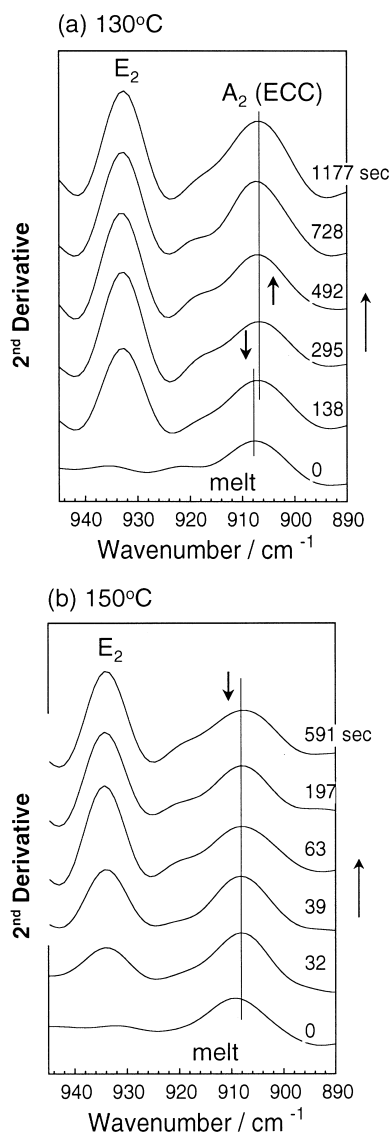 (a) 130°C
E2
A2 (ECC)
1177 sec
728
492
295
138
0
melt
2nd Derivative
940 930 920 910 900 890
Wavenumber / cm -1
(b) 150°C
E2
591 sec
197
63
39
32
0
melt
2nd Derivative
940 930 920 910 900 890
Wavenumber / cm -1